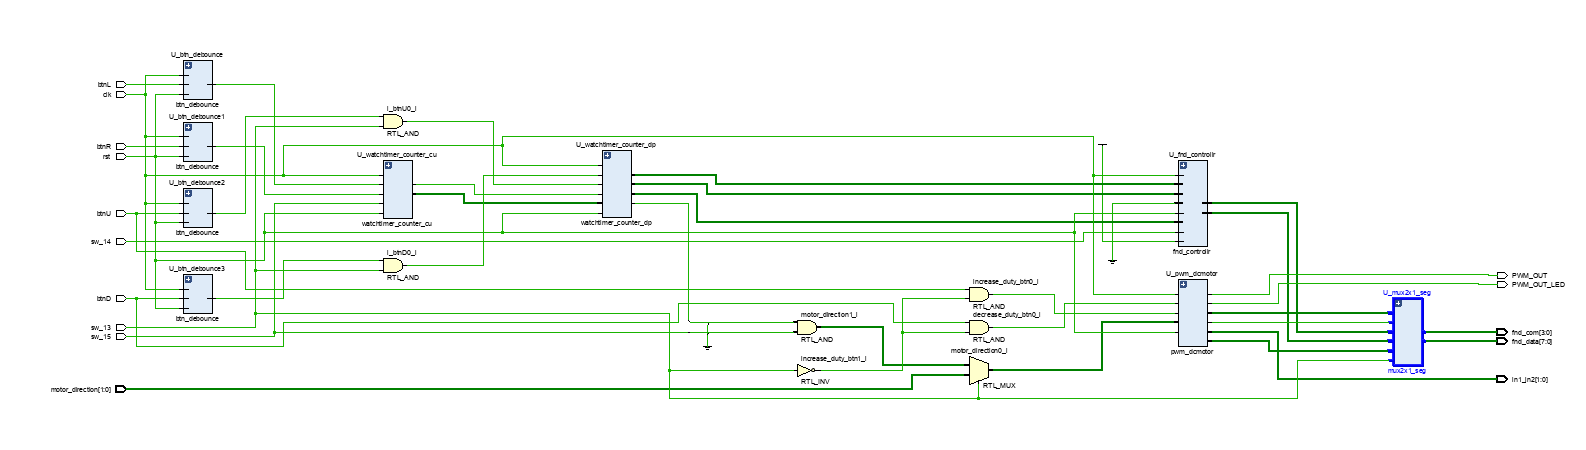 U_btn_debounce
btnL
clk
btn_debounce
U_btn_debounce1
btnR
rst
btn_debounce
U_btn_debounce2
btnU
btn_debounce
sw_14
U_btn_debounce3
btnD
btn_debounce
sw_13
sw_15
motor_direction[1:0]
i_btnU0_i
RTL_AND
U_watchtimer_counter_cu
watchtimer_counter_cu
i_btnD0_i
RTL_AND
U_watchtimer_counter_dp
watchtimer_counter_dp
motor_direction1_i
RTL_AND
increase_duty_btn1_i
RTL_INV
increase_duty_btn0_i
RTL_AND
decrease_duty_btn0_i
RTL_AND
motor_direction0_i
RTL_MUX
U_fnd_controllr
fnd_controllr
U_pwm_dcmotor
pwm_dcmotor
U_mux2x1_seg
mux2x1_seg
PWM_OUT
PWM_OUT_LED
fnd_com[3:0]
fnd_data[7:0]
in1_in2[1:0]